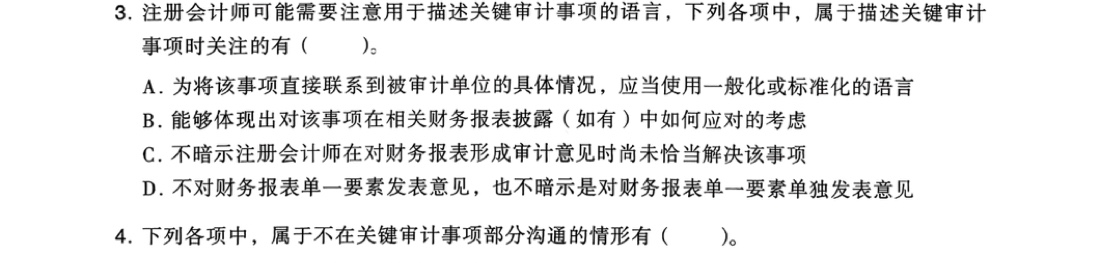 3. 注册会计师可能需要注意用于描述关键审计事项的语言，下列各项中，属于描述关键审计
事项时关注的有（　　）。
A. 为将该事项直接联系到被审计单位的具体情况，应当使用一般化或标准化的语言
B. 能够体现出对该事项在相关财务报表披露（如有）中如何应对的考虑
C. 不暗示注册会计师在对财务报表形成审计意见时尚未恰当解决该事项
D. 不对财务报表单一要素发表意见，也不暗示是对财务报表单一要素单独发表意见
4. 下列各项中，属于不在关键审计事项部分沟通的情形有（　　）。